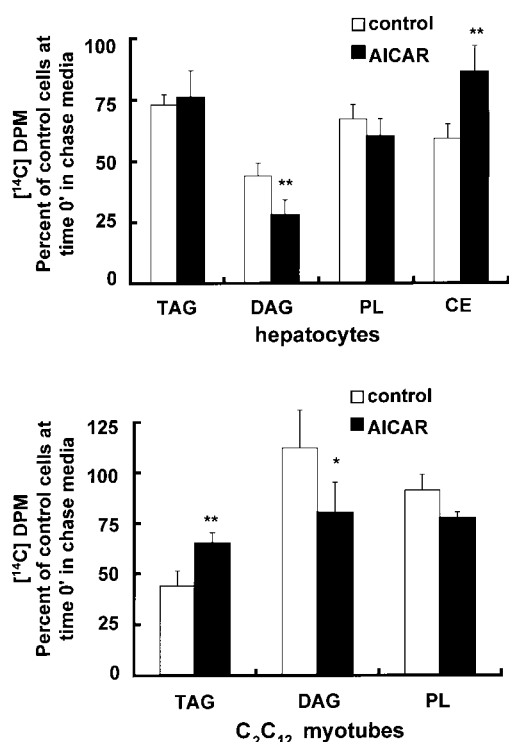 [¹⁴C] DPM
Percent of control cells at
time 0' in chase media
100
75
50
25
0
control
AICAR
**
**
TAG DAG PL CE
hepatocytes
[¹⁴C] DPM
Percent of control cells at
time 0' in chase media
125
100
75
50
25
0
control
AICAR
**
*
TAG DAG PL
C₂C₁₂ myotubes